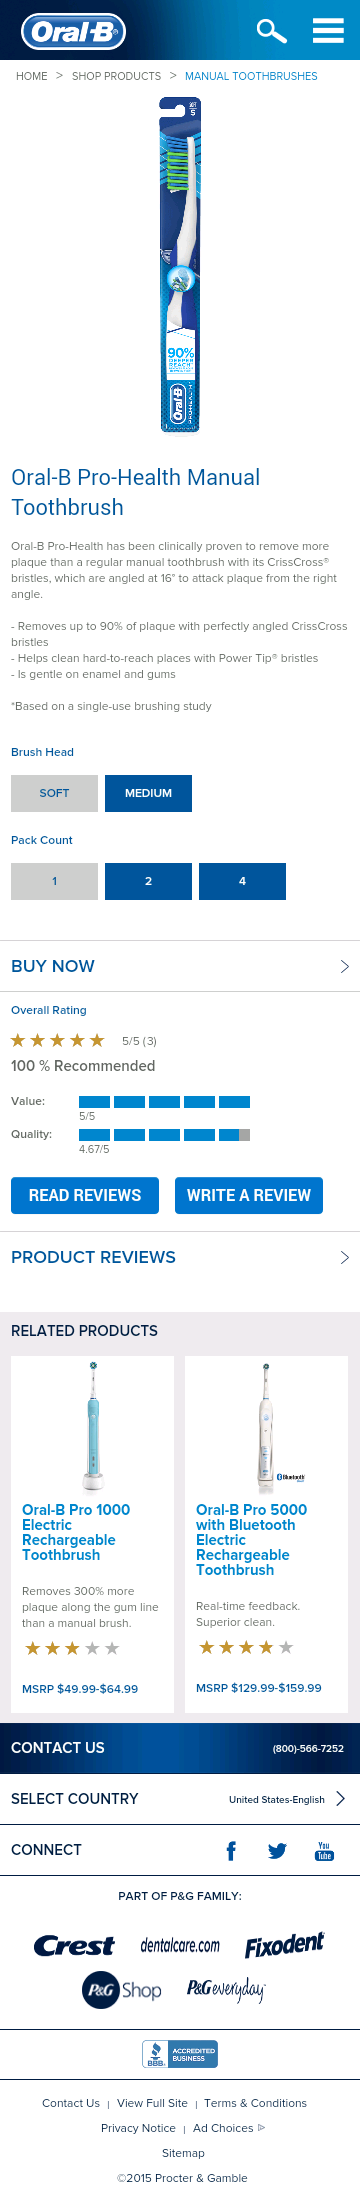 Oral-B
HOME > SHOP PRODUCTS > MANUAL TOOTHBRUSHES
3
5
90%
DEEPER
REACH
Oral-B
PRO-HEALTH
Oral-B Pro-Health Manual
Toothbrush
Oral-B Pro-Health has been clinically proven to remove more
plaque than a regular manual toothbrush with its CrissCross®
bristles, which are angled at 16˚ to attack plaque from the right
angle.
- Removes up to 90% of plaque with perfectly angled CrissCross
bristles
- Helps clean hard-to-reach places with Power Tip® bristles
- Is gentle on enamel and gums
*Based on a single-use brushing study
Brush Head
SOFT MEDIUM
Pack Count
1 2 4
BUY NOW
Overall Rating
5/5 (3)
100 % Recommended
Value:
5/5
Quality:
4.67/5
READ REVIEWS WRITE A REVIEW
PRODUCT REVIEWS
RELATED PRODUCTS
Oral-B Pro 1000
Electric
Rechargeable
Toothbrush
Removes 300% more
plaque along the gum line
than a manual brush.
MSRP $49.99-$64.99
Bluetooth
Oral-B Pro 5000
with Bluetooth
Electric
Rechargeable
Toothbrush
Real-time feedback.
Superior clean.
MSRP $129.99-$159.99
CONTACT US (800)-566-7252
SELECT COUNTRY United States-English
CONNECT You Tube
PART OF P&G FAMILY:
Crest dentalcare.com Fixodent
P&G Shop P&G everyday
BBB ACCREDITED
BUSINESS
Contact Us | View Full Site | Terms & Conditions
Privacy Notice | Ad Choices
Sitemap
©2015 Procter & Gamble